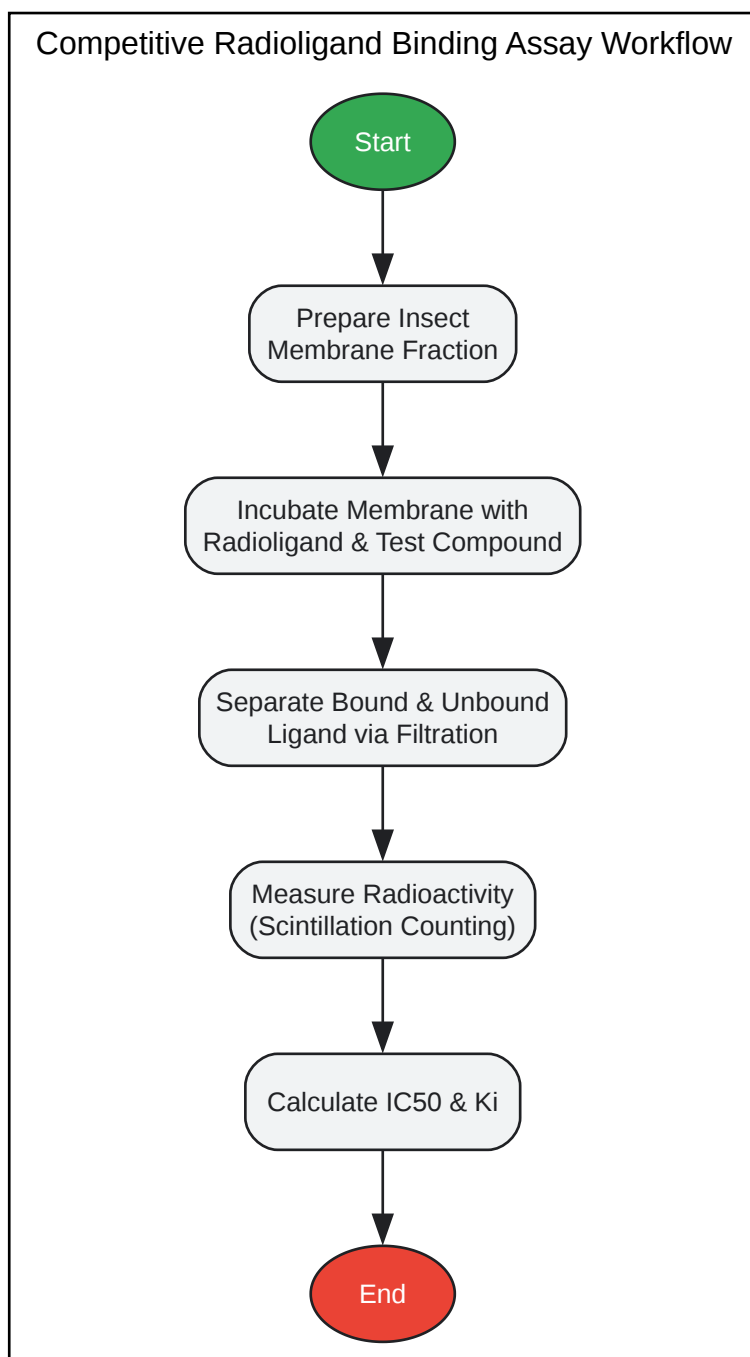 Competitive Radioligand Binding Assay Workflow
Start
Prepare Insect
Membrane Fraction
Incubate Membrane with
Radioligand & Test Compound
Separate Bound & Unbound
Ligand via Filtration
Measure Radioactivity
(Scintillation Counting)
Calculate IC50 & Ki
End